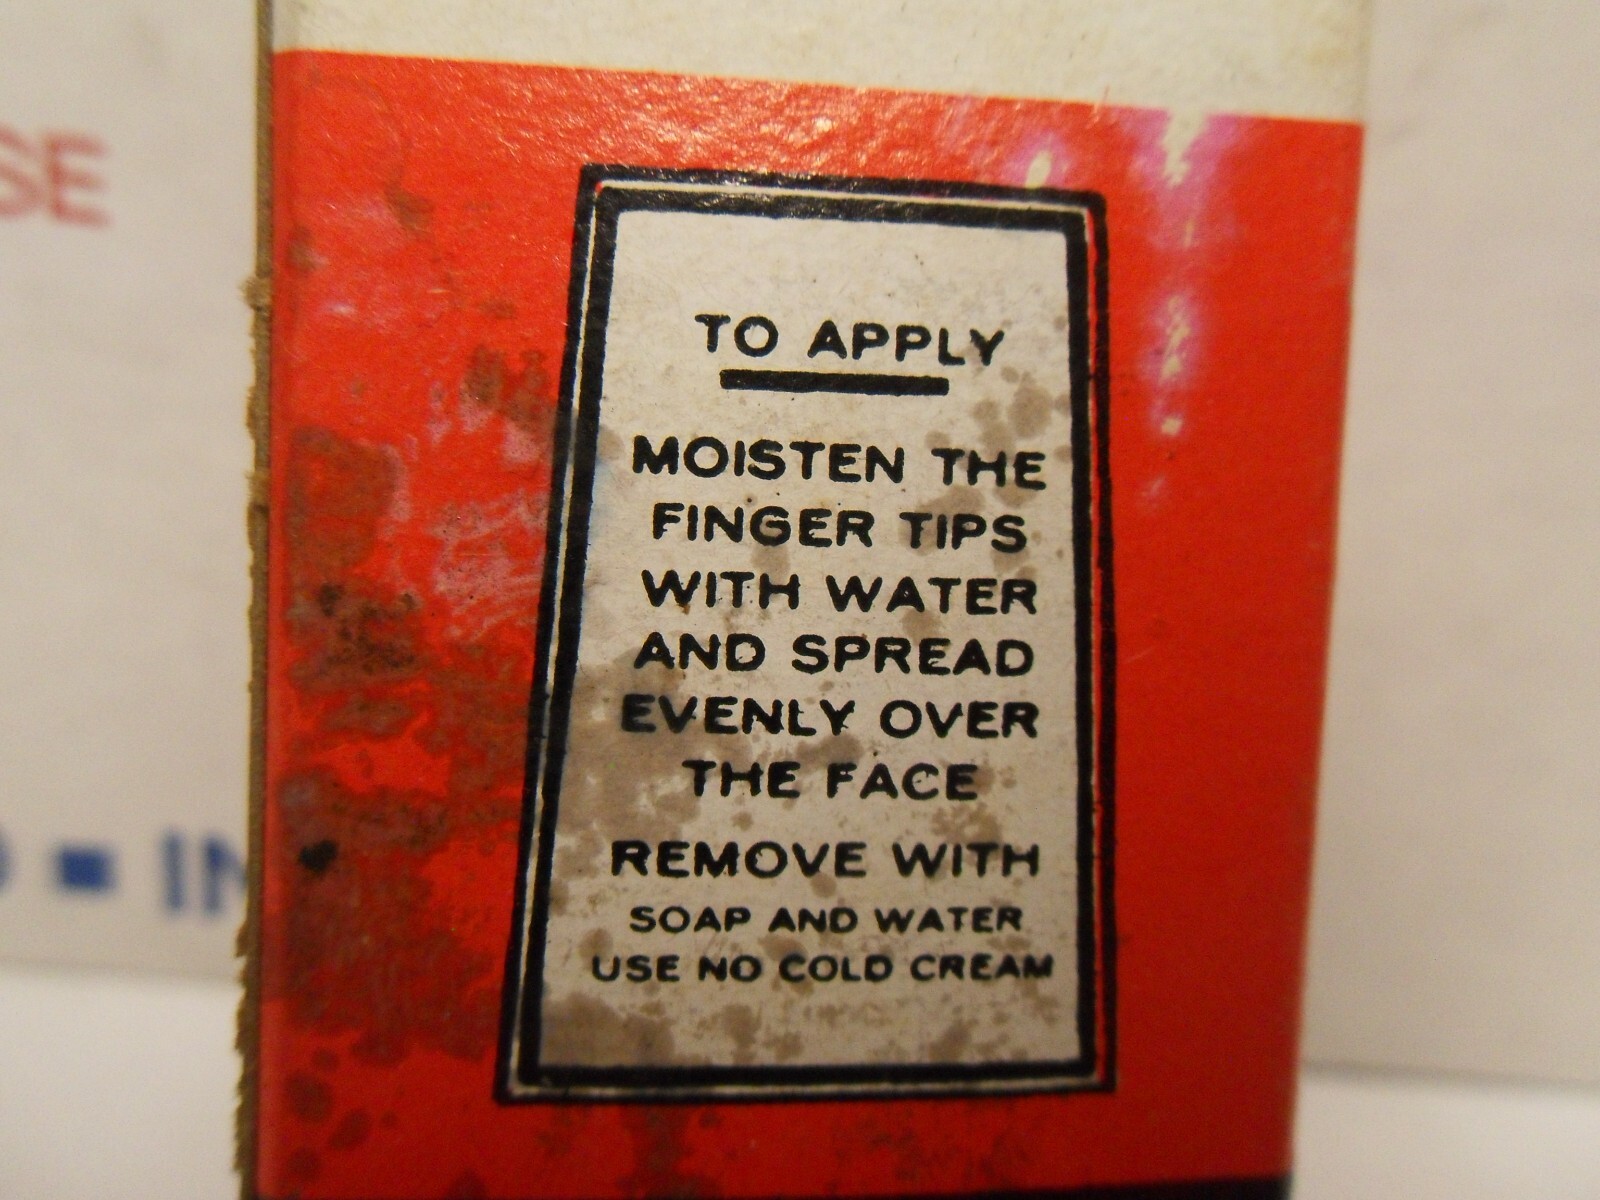 TO APPLY
MOISTEN THE
FINGER TIPS
WITH WATER
AND SPREAD
EVENLY OVER
THE FACE
REMOVE WITH
SOAP AND WATER
USE NO COLD CREAM